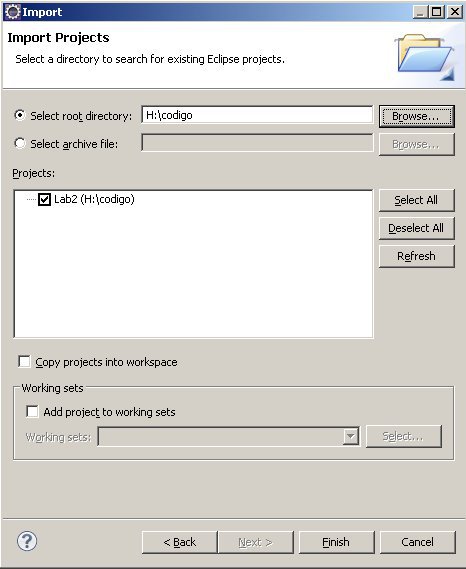 Import
Import Projects
Select a directory to search for existing Eclipse projects.
Select root directory: H:\codigo Browse...
Select archive file: Browse...
Projects:
Lab2 (H:\codigo)
Select All
Deselect All
Refresh
Copy projects into workspace
Working sets
Add project to working sets
Working sets: Select...
? < Back Next > Finish Cancel